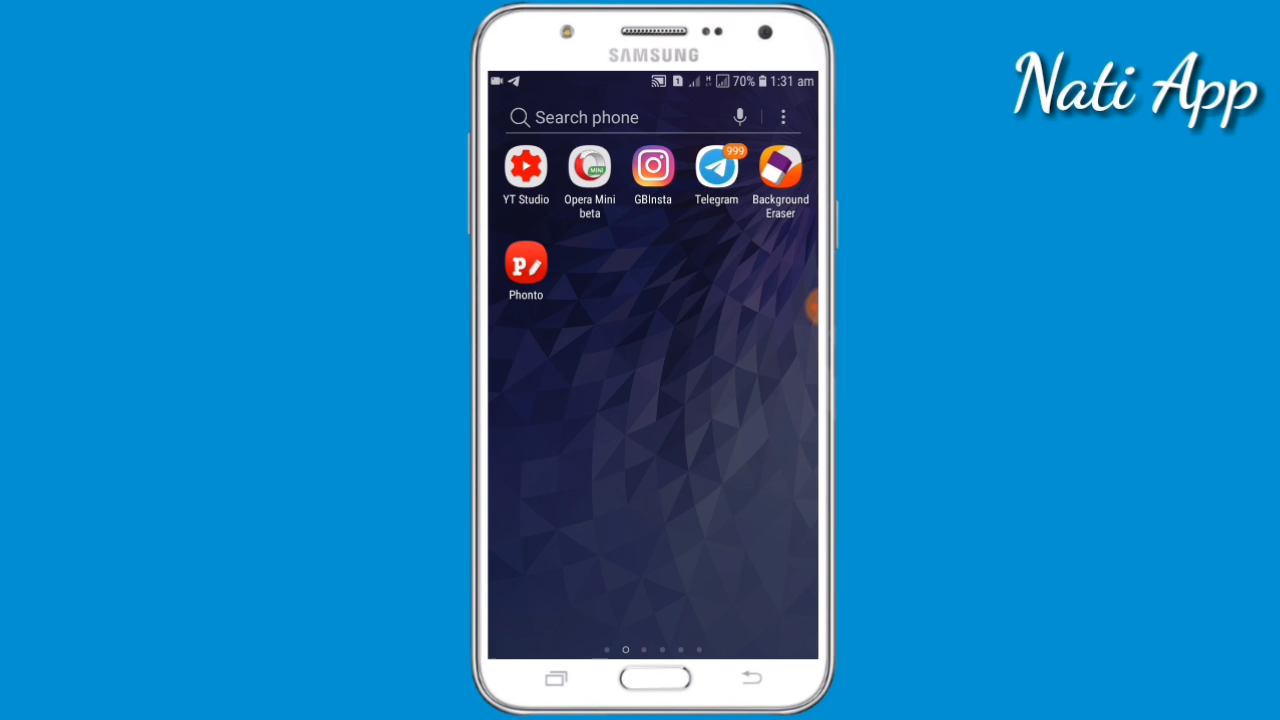 Nati App
SAMSUNG
70% 1:31 am
Search phone
999
YT Studio
Opera Mini beta
GBInsta
Telegram
Background Eraser
Phonto
MINI